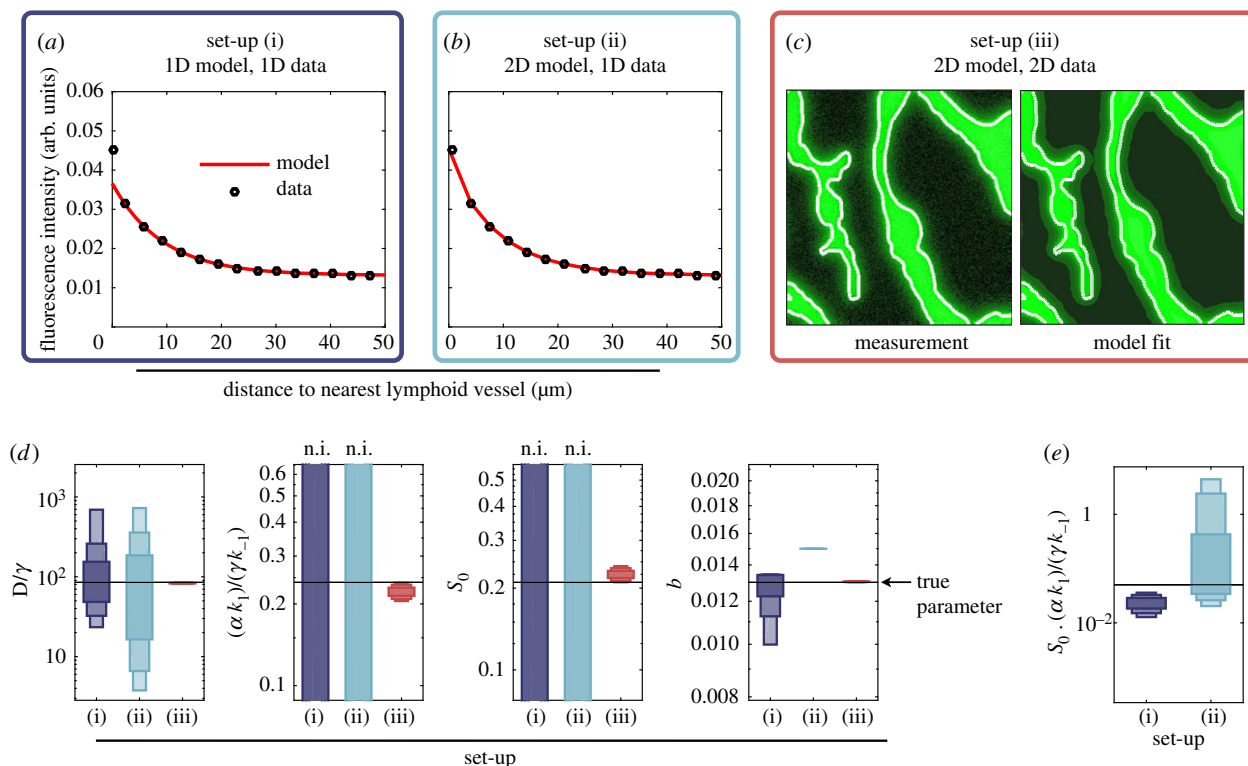 (a) set-up (i)
1D model, 1D data
(b) set-up (ii)
2D model, 1D data
(c) set-up (iii)
2D model, 2D data
fluorescence intensity (arb. units)
0.06
0.05
0.04
0.03
0.02
0.01
model
data
0 10 20 30 40 50
0 10 20 30 40 50
distance to nearest lymphoid vessel (µm)
measurement
model fit
(d)
D/γ
10³
10²
10
(i) (ii) (iii)
n.i. n.i.
(α k₁)/(γ k₋₁)
0.6
0.5
0.4
0.3
0.2
0.1
(i) (ii) (iii)
n.i. n.i.
S₀
0.5
0.4
0.3
0.2
0.1
(i) (ii) (iii)
b
0.020
0.018
0.016
0.014
0.012
0.010
0.008
(i) (ii) (iii)
true
parameter
set-up
(e)
S₀ . (α k₁)/(γ k₋₁)
1
10⁻²
(i) (ii)
set-up